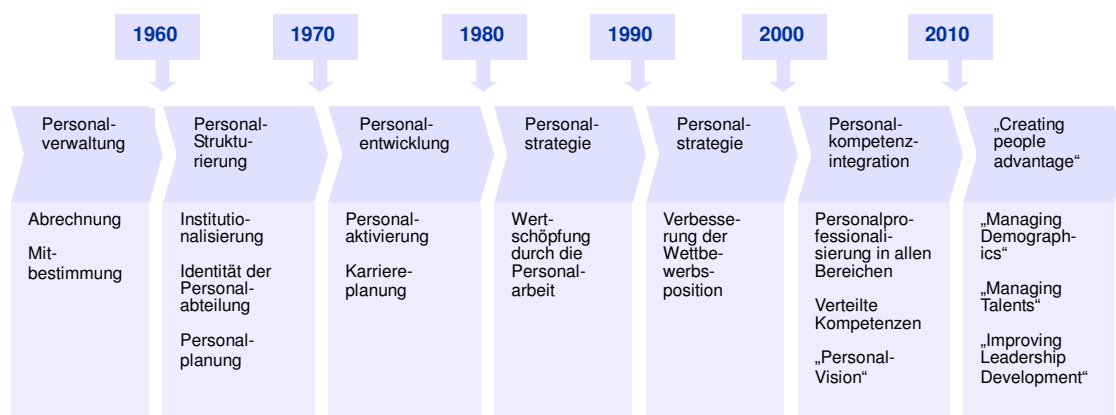 1960
1970
1980
1990
2000
2010
Personal-
verwaltung
Personal-
Struktu-
rierung
Personal-
entwicklung
Personal-
strategie
Personal-
strategie
Personal-
kompetenz-
integration
„Creating
people
advantage“
Abrechnung
Mit-
bestimmung
Institutio-
nalisierung
Identität der
Personal-
abteilung
Personal-
planung
Personal-
aktivierung
Karriere-
planung
Wert-
schöpfung
durch die
Personal-
arbeit
Verbesse-
rung der
Wettbe-
werbs-
position
Personalpro-
fessionali-
sierung in allen
Bereichen
Verteilte
Kompetenzen
„Personal-
Vision“
„Managing
Demograph-
ics“
„Managing
Talents“
„Improving
Leadership
Development“